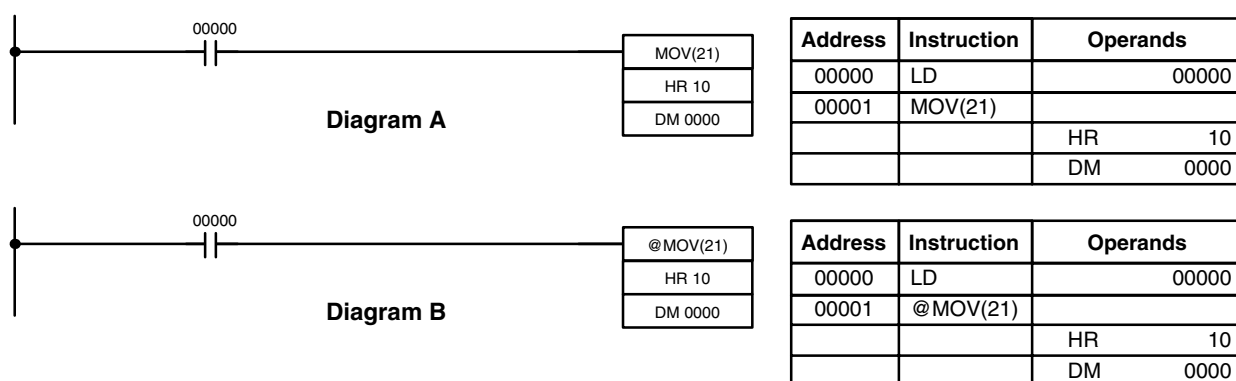 00000
MOV(21)
HR 10
DM 0000
Diagram A
Address Instruction Operands
00000 LD 00000
00001 MOV(21)
HR 10
DM 0000
00000
@MOV(21)
HR 10
DM 0000
Diagram B
Address Instruction Operands
00000 LD 00000
00001 @MOV(21)
HR 10
DM 0000